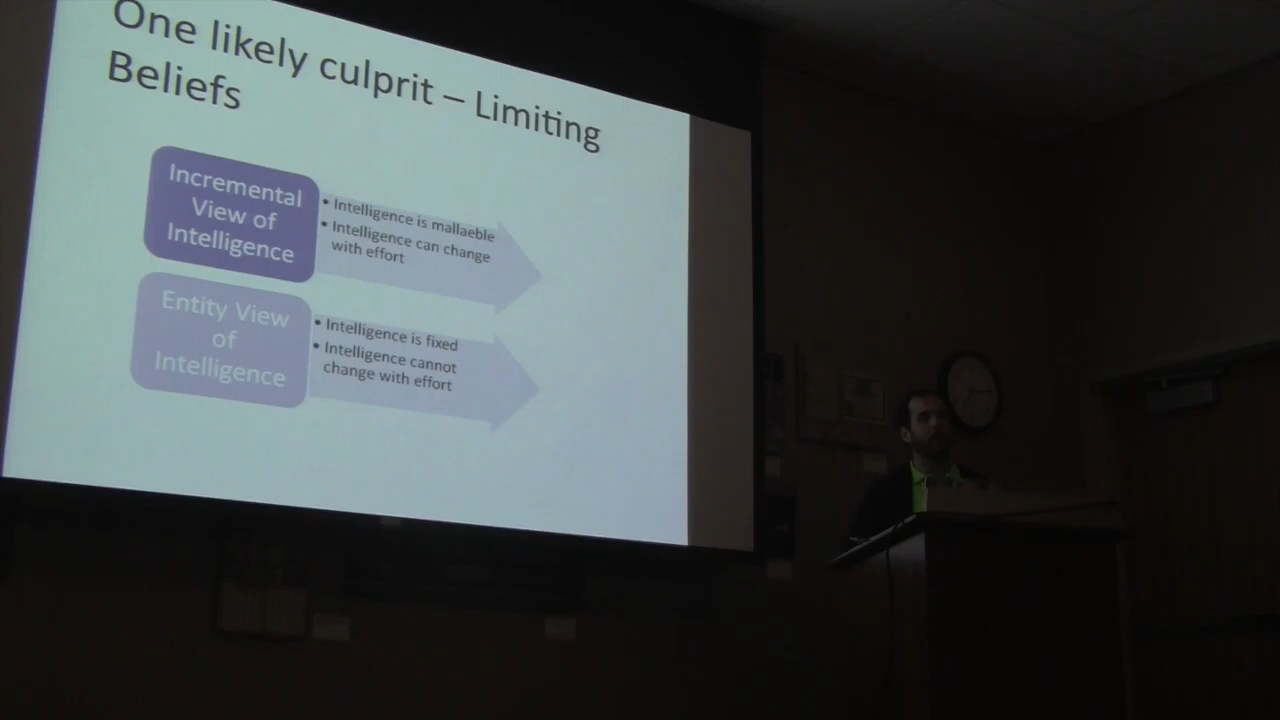 One likely culprit – Limiting
Beliefs
Incremental
View of
Intelligence
• Intelligence is mallaeble
• Intelligence can change
with effort
Entity View
of
Intelligence
• Intelligence is fixed
• Intelligence cannot
change with effort